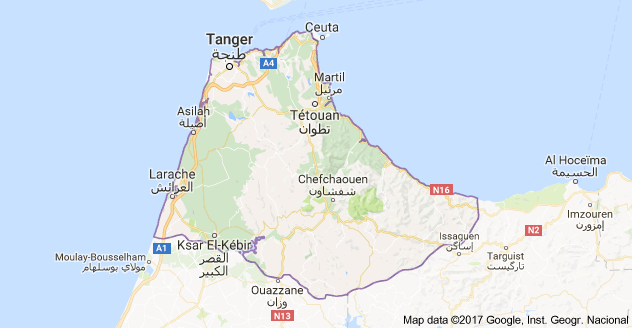 Ceuta
Tanger
طنجة
A4
Martil
مرتيل
Asilah
أصيلة
Tétouan
تطوان
Al Hoceïma
الحسيمة
Larache
العرائش
Chefchaouen
شفشاون
N16
Imzouren
إمزورن
N2
A1
Ksar El-Kébir
القصر
الكبير
Issaguen
إساكن
Moulay-Bousselham
مولاي بوسلهام
Targuist
تاركيست
Ouazzane
وزان
N13
Map data ©2017 Google, Inst. Geogr. Nacional